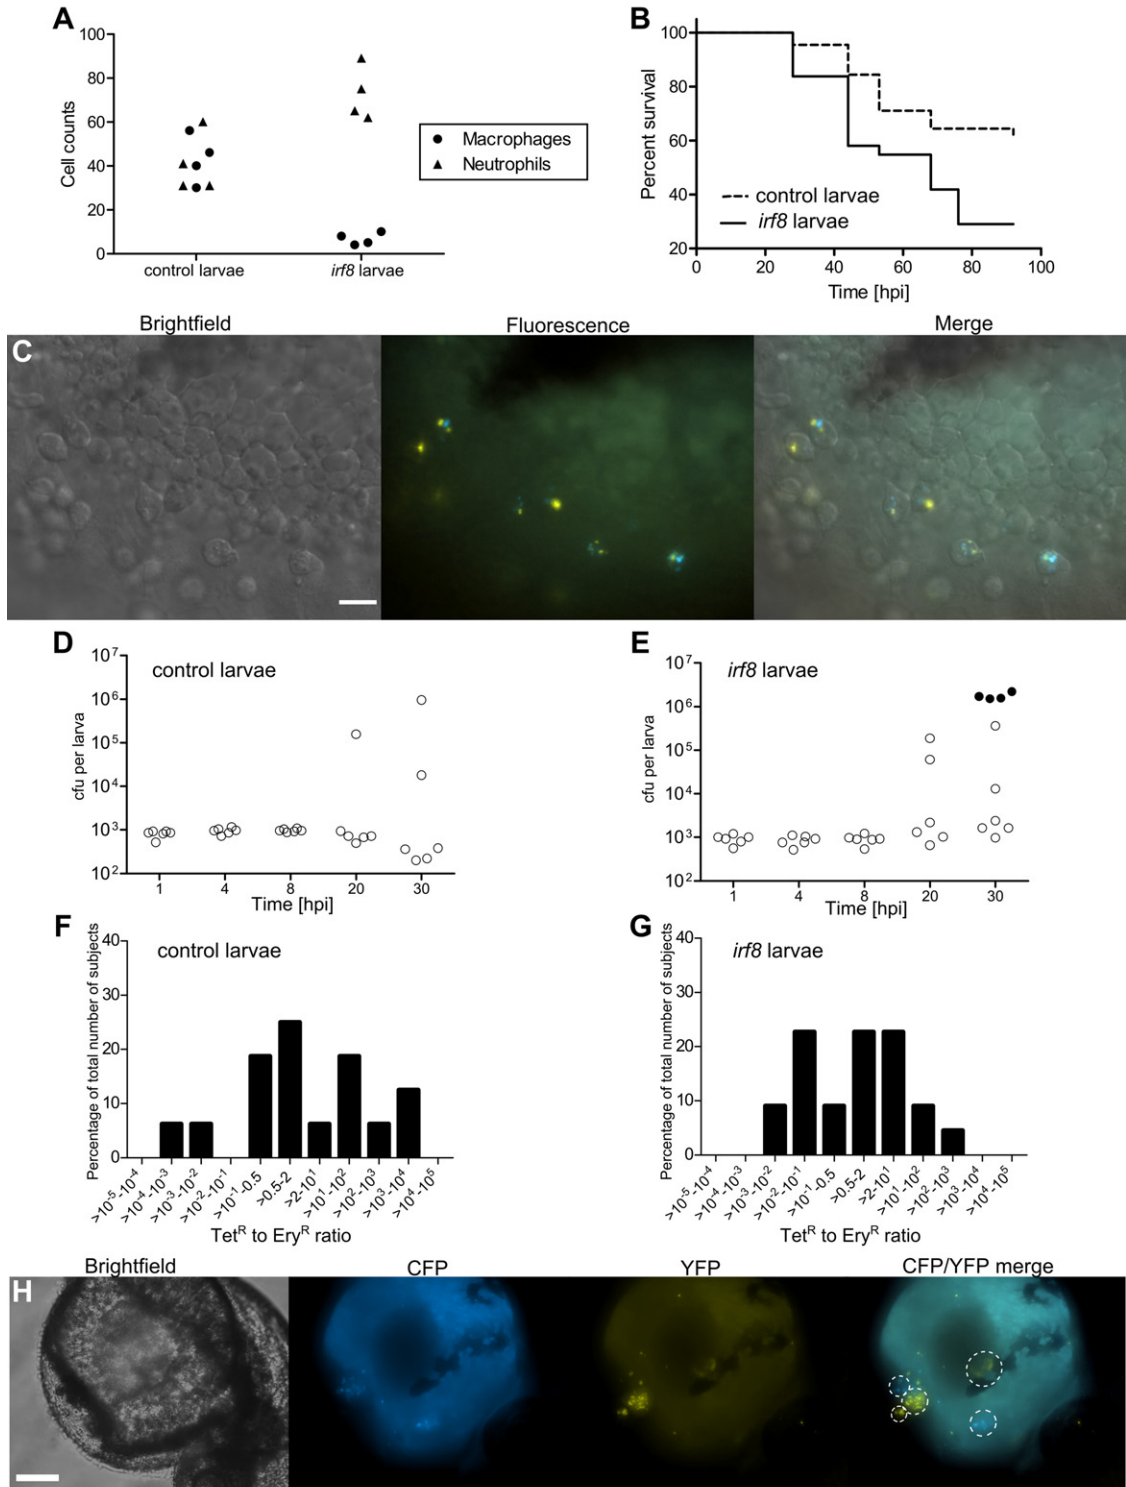 A
100
80
60
40
20
0
Cell counts
control larvae
irf8 larvae
Macrophages
Neutrophils
B
100
80
60
40
20
Percent survival
control larvae
irf8 larvae
0 20 40 60 80 100
Time [hpi]
Brightfield Fluorescence Merge
C
D
control larvae
10⁷
10⁶
10⁵
10⁴
10³
10²
cfu per larva
1 4 8 20 30
Time [hpi]
E
irf8 larvae
10⁷
10⁶
10⁵
10⁴
10³
10²
cfu per larva
1 4 8 20 30
Time [hpi]
F
control larvae
40
30
20
10
0
Percentage of total number of subjects
>10⁻⁵-10⁻⁴
>10⁻⁴-10⁻³
>10⁻³-10⁻²
>10⁻²-10⁻¹
>10⁻¹-0.5
>0.5-2
>2-10¹
>10¹-10²
>10²-10³
>10³-10⁴
>10⁴-10⁵
Tetᴿ to Eryᴿ ratio
G
irf8 larvae
40
30
20
10
0
Percentage of total number of subjects
>10⁻⁵-10⁻⁴
>10⁻⁴-10⁻³
>10⁻³-10⁻²
>10⁻²-10⁻¹
>10⁻¹-0.5
>0.5-2
>2-10¹
>10¹-10²
>10²-10³
>10³-10⁴
>10⁴-10⁵
Tetᴿ to Eryᴿ ratio
Brightfield CFP YFP CFP/YFP merge
H